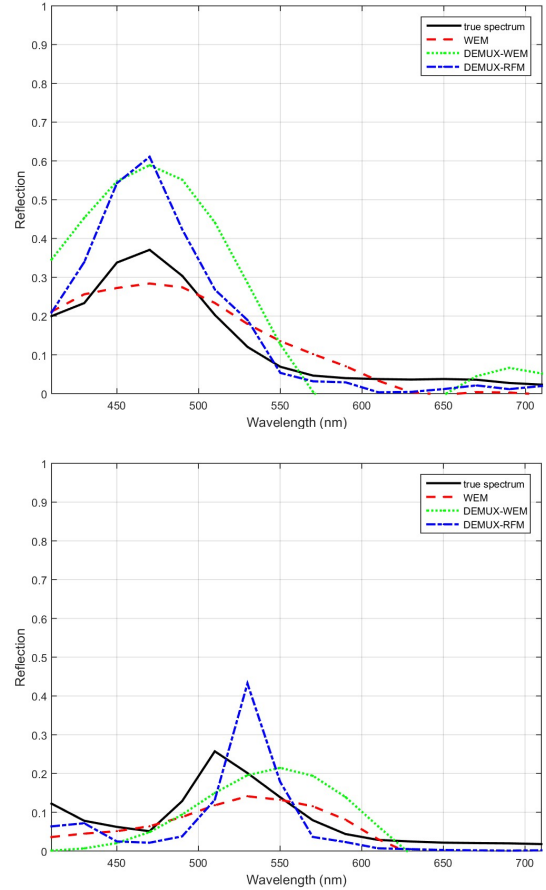 1
0.9
0.8
0.7
0.6
0.5
0.4
0.3
0.2
0.1
0
Reflection
450 500 550 600 650 700
Wavelength (nm)
true spectrum
WEM
DEMUX-WEM
DEMUX-RFM
1
0.9
0.8
0.7
0.6
0.5
0.4
0.3
0.2
0.1
0
Reflection
450 500 550 600 650 700
Wavelength (nm)
true spectrum
WEM
DEMUX-WEM
DEMUX-RFM